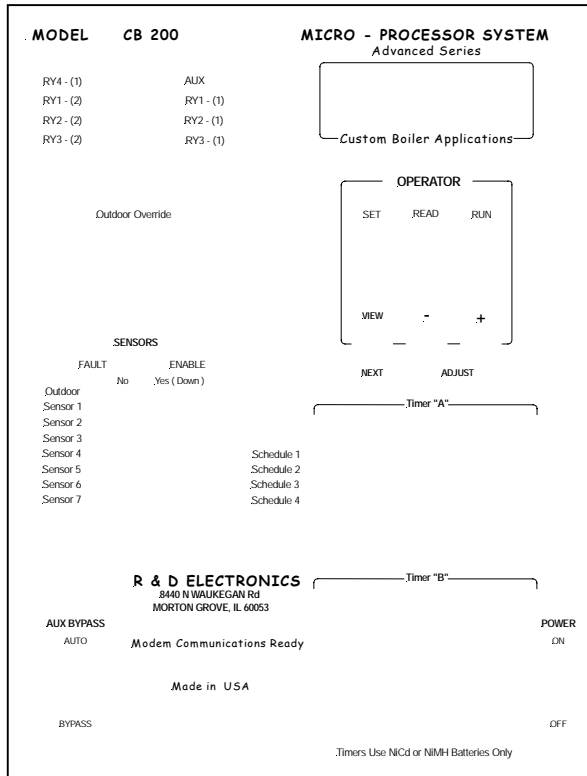 MODEL CB 200
MICRO - PROCESSOR SYSTEM
Advanced Series
RY4 - (1) AUX
RY1 - (2) RY1 - (1)
RY2 - (2) RY2 - (1)
RY3 - (2) RY3 - (1)
Custom Boiler Applications
OPERATOR
SET READ RUN
Outdoor Override
VIEW - +
NEXT ADJUST
SENSORS
FAULT ENABLE
No Yes ( Down )
Outdoor
Sensor 1
Sensor 2
Sensor 3
Sensor 4
Sensor 5
Sensor 6
Sensor 7
Schedule 1
Schedule 2
Schedule 3
Schedule 4
Timer "A"
Timer "B"
R & D ELECTRONICS
8440 N WAUKEGAN Rd
MORTON GROVE, IL 60053
AUX BYPASS
AUTO
Modem Communications Ready
Made in USA
BYPASS
POWER
ON
OFF
Timers Use NiCd or NiMH Batteries Only